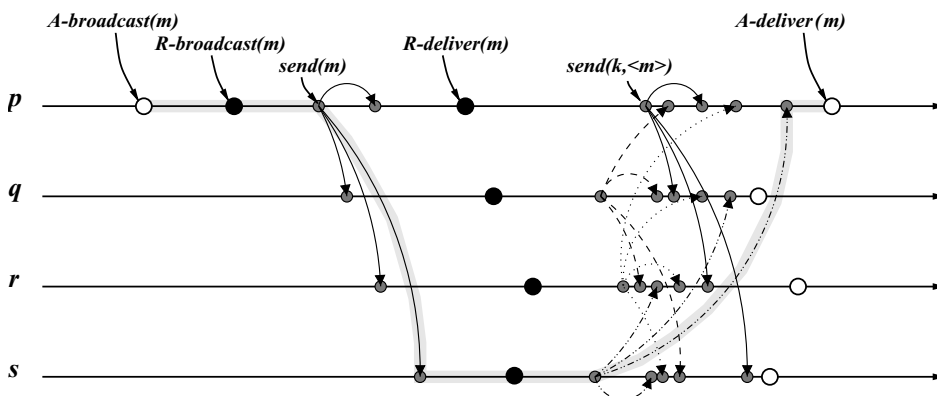 A-broadcast(m)
R-broadcast(m)
send(m)
R-deliver(m)
send(k,<m>)
A-deliver(m)
p
q
r
s